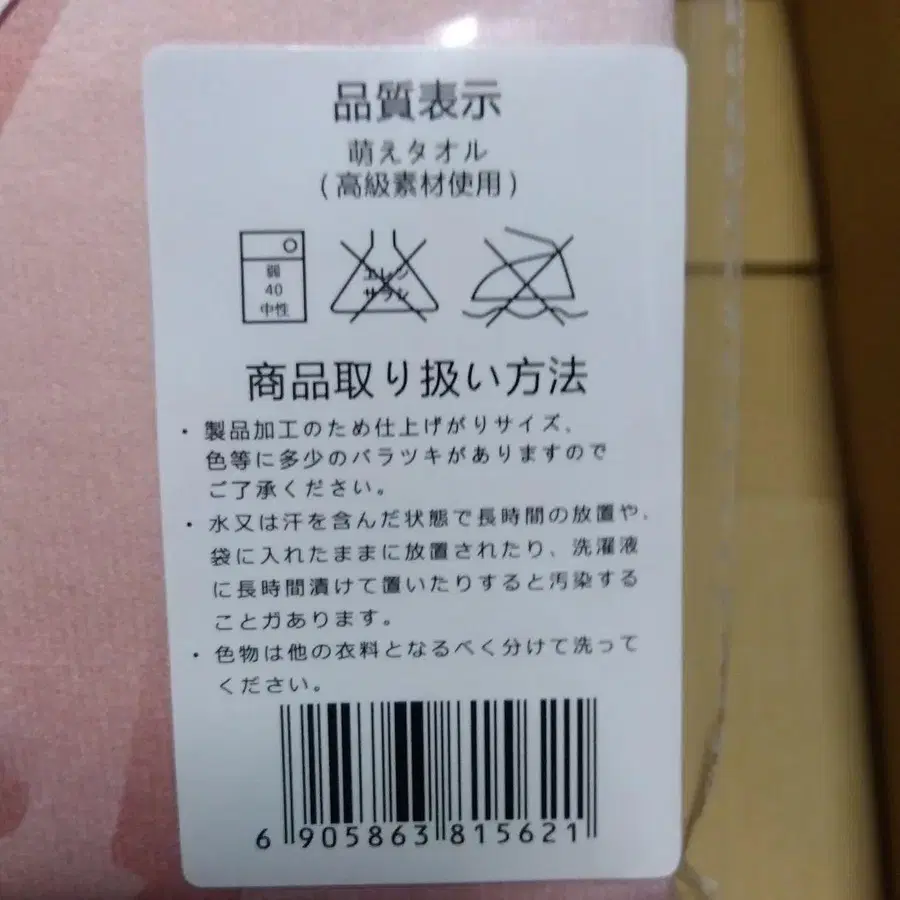 品質表示
萌えタオル
(高級素材使用)
弱
40
中性
エレン
サラシ
商品取り扱い方法
・製品加工のため仕上げがりサイズ、
色等に多少のバラツキがありますので
ご了承ください。
・水又は汗を含んだ状態で長時間の放置や、
袋に入れたままに放置されたり、洗濯液
に長時間漬けて置いたりすると汚染する
ことガあります。
・色物は他の衣料となるべく分けて洗って
ください。
6 905863 815621